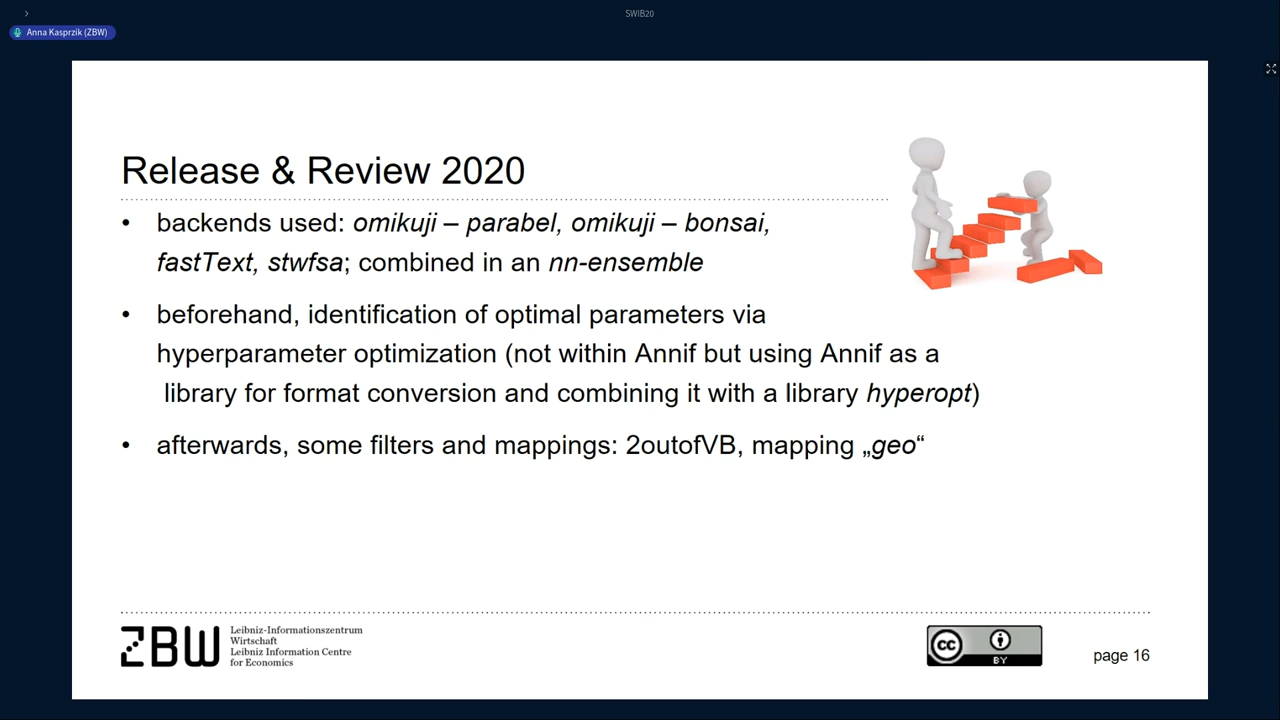 SWIB20
Anna Kasprzik (ZBW)
Release & Review 2020
• backends used: omikuji – parabel, omikuji – bonsai,
fastText, stwfsa; combined in an nn-ensemble
• beforehand, identification of optimal parameters via
hyperparameter optimization (not within Annif but using Annif as a
library for format conversion and combining it with a library hyperopt)
• afterwards, some filters and mappings: 2outofVB, mapping „geo“
ZBW
Leibniz-Informationszentrum
Wirtschaft
Leibniz Information Centre
for Economics
cc
BY
page 16